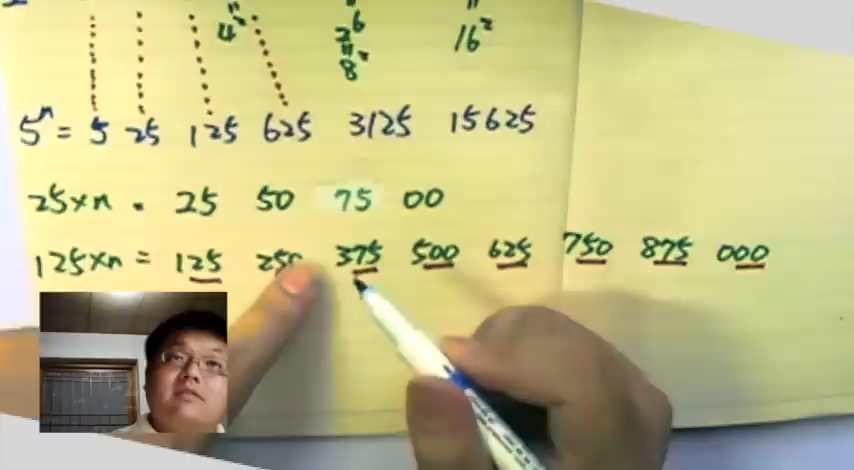 4² 2⁶ 16²
8²
5ⁿ = 5 25 125 625 3125 15625
25×n = 25 50 75 00
125×n = 125 250 375 500 625 750 875 000